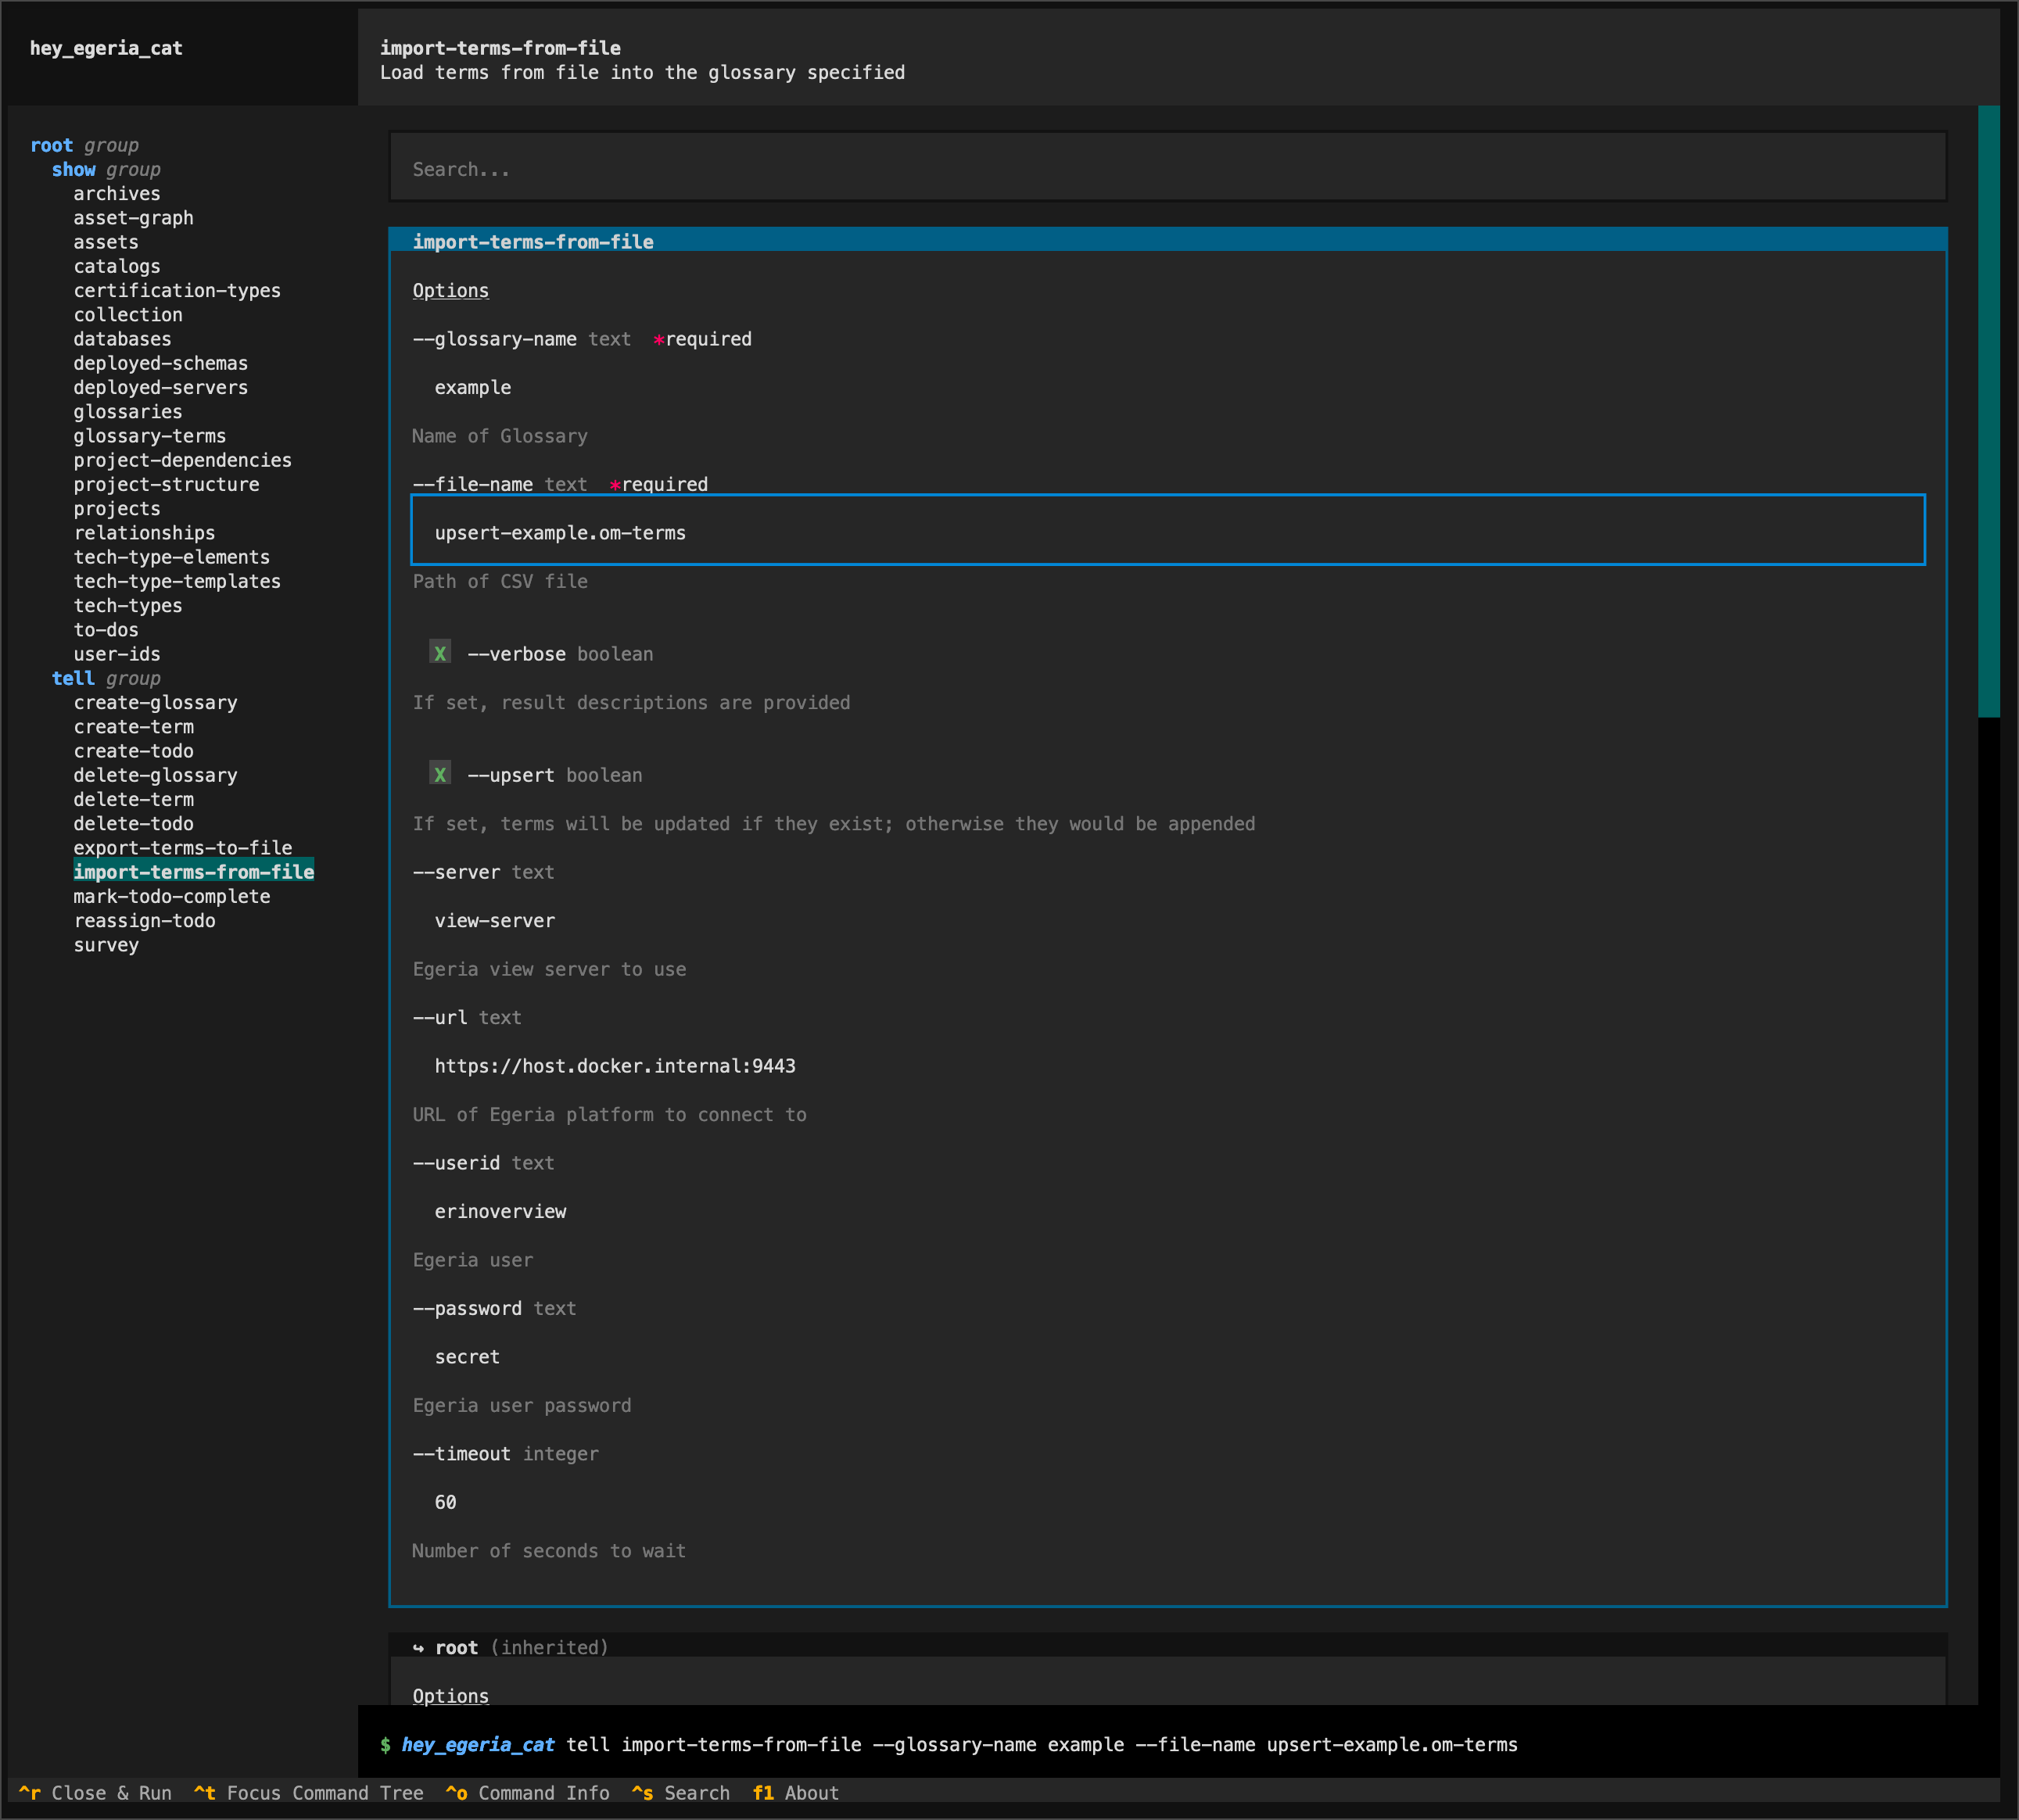 hey_egeria_cat
import-terms-from-file
Load terms from file into the glossary specified
root group
show group
archives
asset-graph
assets
catalogs
certification-types
collection
databases
deployed-schemas
deployed-servers
glossaries
glossary-terms
project-dependencies
project-structure
projects
relationships
tech-type-elements
tech-type-templates
tech-types
to-dos
user-ids
tell group
create-glossary
create-term
create-todo
delete-glossary
delete-term
delete-todo
export-terms-to-file
import-terms-from-file
mark-todo-complete
reassign-todo
survey
Search...
import-terms-from-file
Options
--glossary-name text *required
example
Name of Glossary
--file-name text *required
upsert-example.om-terms
Path of CSV file
X --verbose boolean
If set, result descriptions are provided
X --upsert boolean
If set, terms will be updated if they exist; otherwise they would be appended
--server text
view-server
Egeria view server to use
--url text
https://host.docker.internal:9443
URL of Egeria platform to connect to
--userid text
erinoverview
Egeria user
--password text
secret
Egeria user password
--timeout integer
60
Number of seconds to wait
↪ root (inherited)
Options
$ hey_egeria_cat tell import-terms-from-file --glossary-name example --file-name upsert-example.om-terms
^r Close & Run ^t Focus Command Tree ^o Command Info ^s Search f1 About